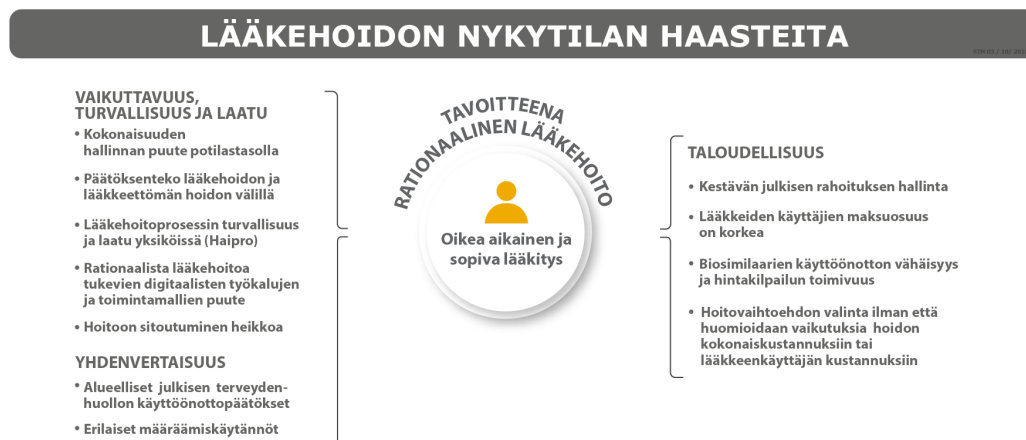 LÄÄKEHOIDON NYKYTILAN HAASTEITA
VAIKUTTAVUUS,
TURVALLISUUS JA LAATU
• Kokonaisuuden
hallinnan puute potilastasolla
• Päätöksenteko lääkehoidon ja
lääkkeettömän hoidon välillä
• Lääkehoitoprosessin turvallisuus
ja laatu yksiköissä (Haipro)
• Rationaalista lääkehoitoa
tukevien digitaalisten työkalujen
ja toimintamallien puute
• Hoitoon sitoutuminen heikkoa
YHDENVERTAISUUS
• Alueelliset julkisen terveyden-
huollon käyttöönottopäätökset
• Erilaiset määräämiskäytännöt
TAVOITTEENA
RATIONAALINEN LÄÄKEHOITO
Oikea aikainen ja
sopiva lääkitys
TALOUDELLISUUS
• Kestävän julkisen rahoituksen hallinta
• Lääkkeiden käyttäjien maksuosuus
on korkea
• Biosimilaarien käyttöönotton vähäisyys
ja hintakilpailun toimivuus
• Hoitovaihtoehdon valinta ilman että
huomioidaan vaikutuksia hoidon
kokonaiskustannuksiin tai
lääkkeenkäyttäjän kustannuksiin